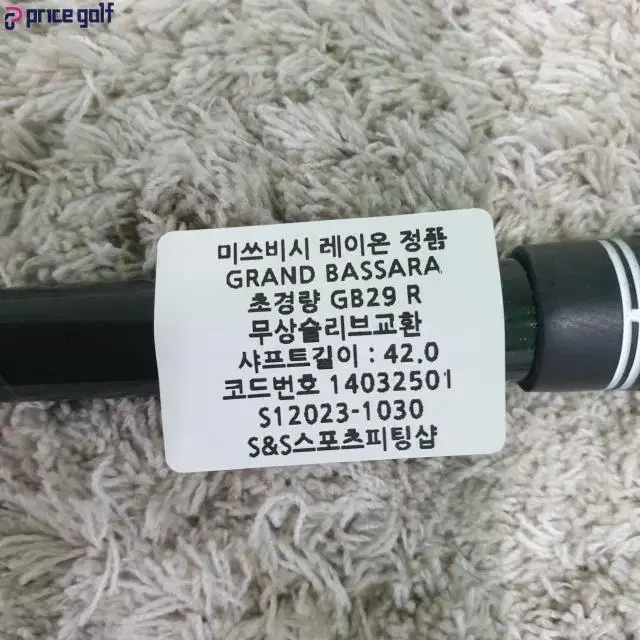 price golf
미쓰비시 레이온 정품
GRAND BASSARA
초경량 GB29 R
무상슬리브교환
샤프트길이 : 42.0
코드번호 14032501
S12023-1030
S&S스포츠피팅샵